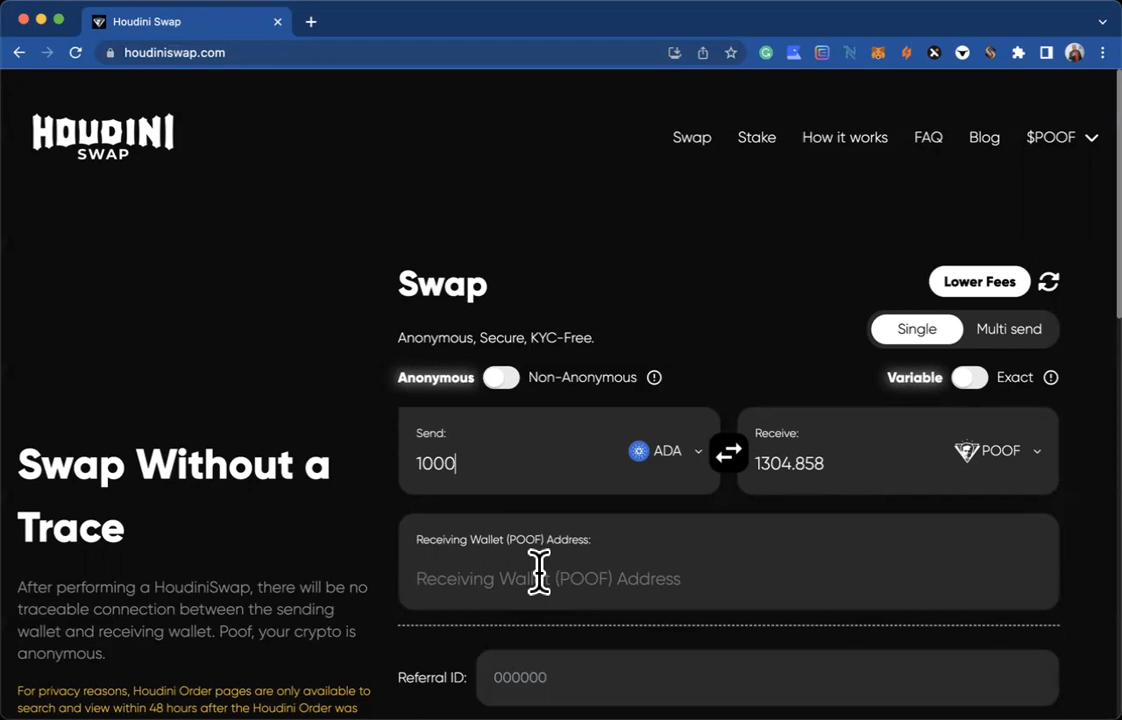 Houdini Swap
houdiniswap.com
HOUDINI
SWAP
Swap
Stake
How it works
FAQ
Blog
$POOF
Swap
Lower Fees
Anonymous, Secure, KYC-Free.
Single
Multi send
Anonymous
Non-Anonymous
Variable
Exact
Send:
1000
ADA
Receive:
1304.858
POOF
Receiving Wallet (POOF) Address:
Receiving Wallet (POOF) Address
Referral ID:
000000
Swap Without a
Trace
After performing a HoudiniSwap, there will be no
traceable connection between the sending
wallet and receiving wallet. Poof, your crypto is
anonymous.
For privacy reasons, Houdini Order pages are only available to
search and view within 48 hours after the Houdini Order was